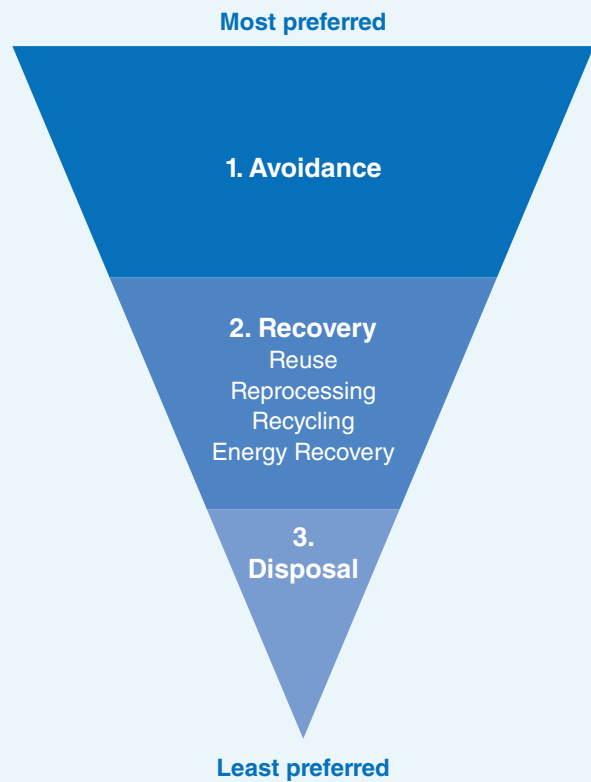 Most preferred
1. Avoidance
2. Recovery
Reuse
Reprocessing
Recycling
Energy Recovery
3.
Disposal
Least preferred